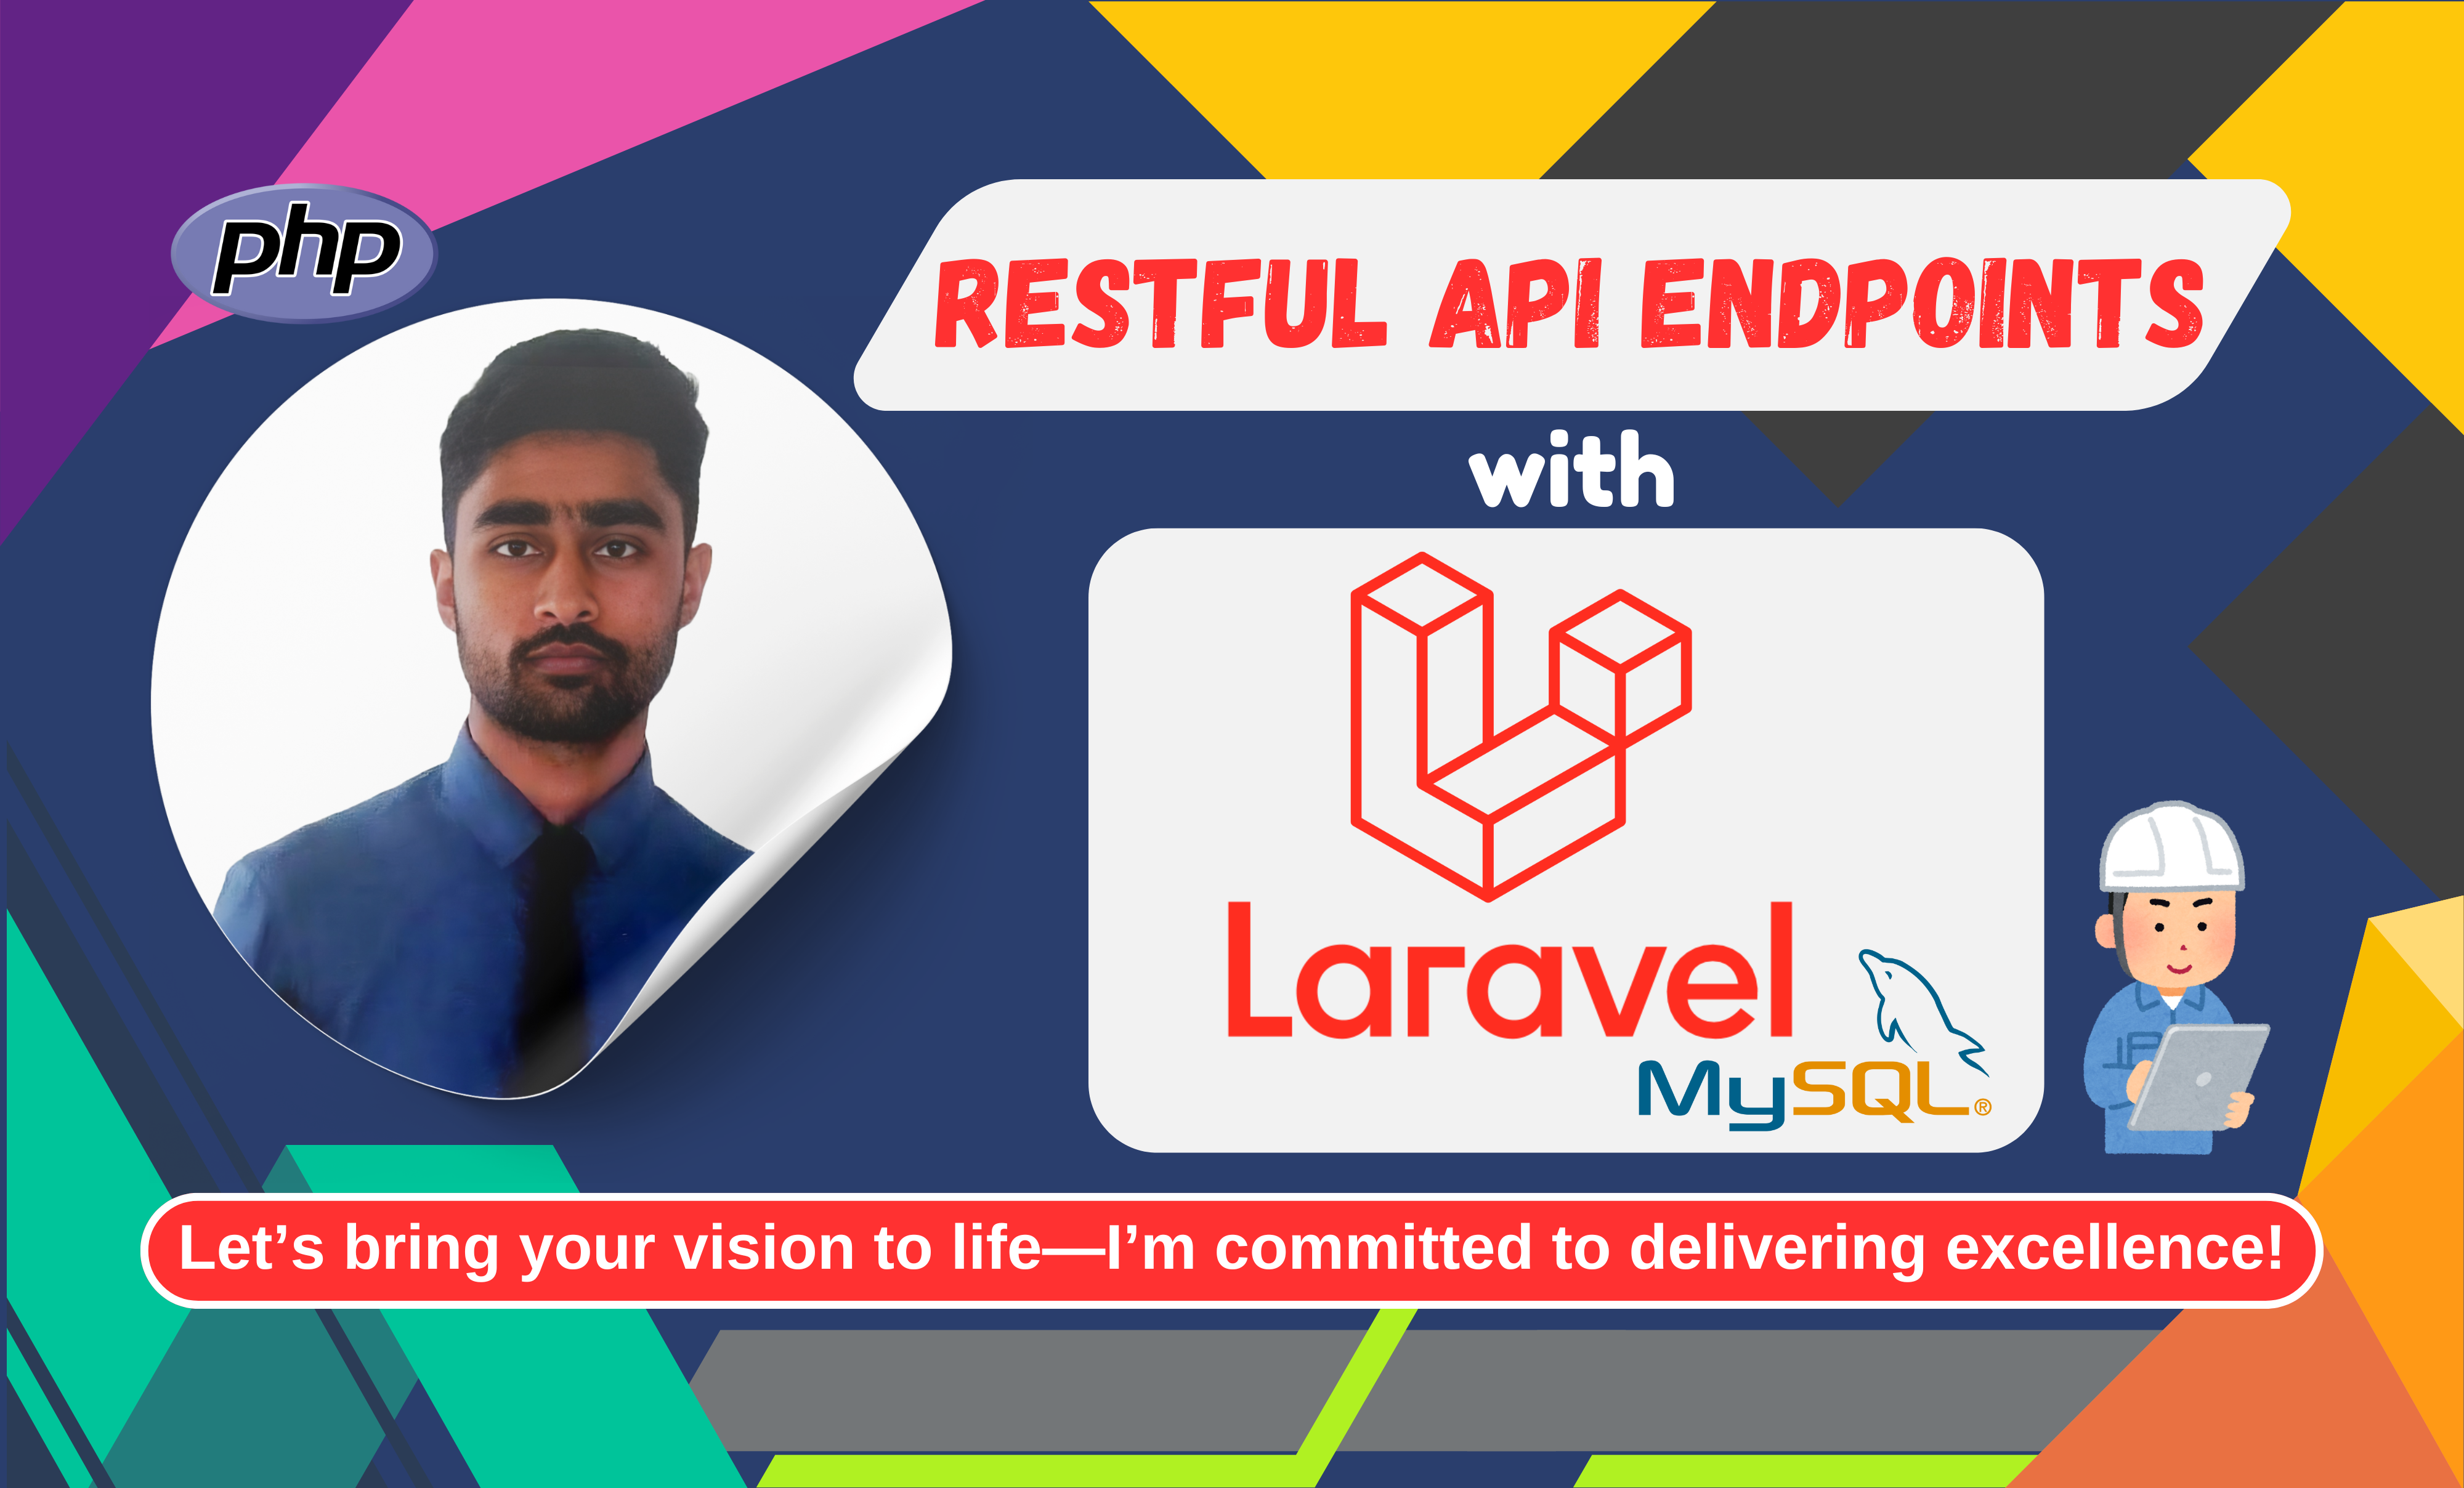 php
RESTFUL API ENDPOINTS
with
Laravel
MySQL®
Let’s bring your vision to life—I’m committed to delivering excellence!